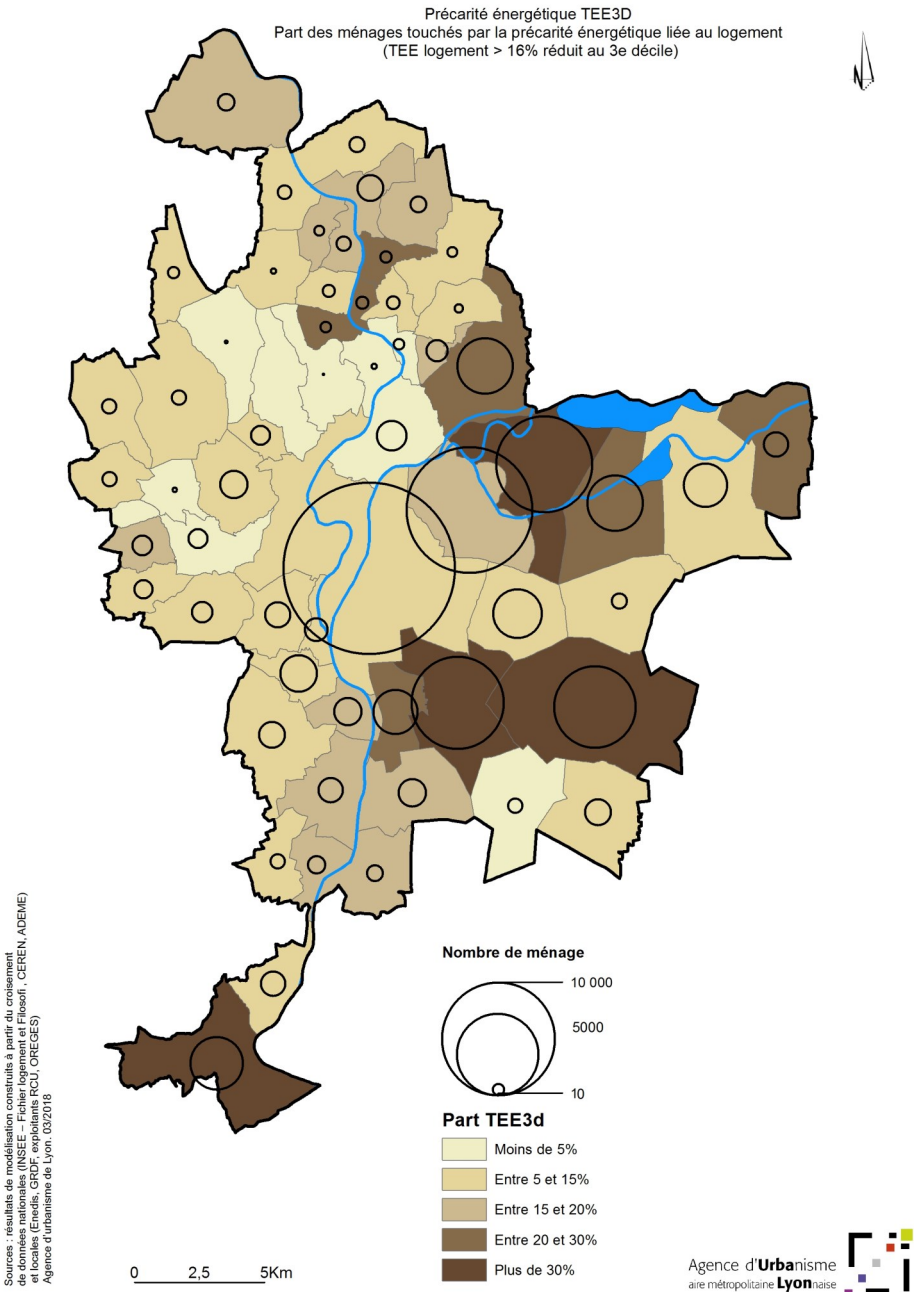 Précarité énergétique TEE3D
Part des ménages touchés par la précarité énergétique liée au logement
(TEE logement > 16% réduit au 3e décile)
N
Nombre de ménage
10 000
5000
10
Part TEE3d
Moins de 5%
Entre 5 et 15%
Entre 15 et 20%
Entre 20 et 30%
Plus de 30%
0 2,5 5Km
Sources : résultats de modélisation construits à partir du croisement
de données nationales (INSEE – Fichier logement et Filosofi , CEREN, ADEME)
et locales (Enedis, GRDF, exploitants RCU, OREGES)
Agence d'urbanisme de Lyon. 03/2018
Agence d'Urbanisme
aire métropolitaine Lyonnaise